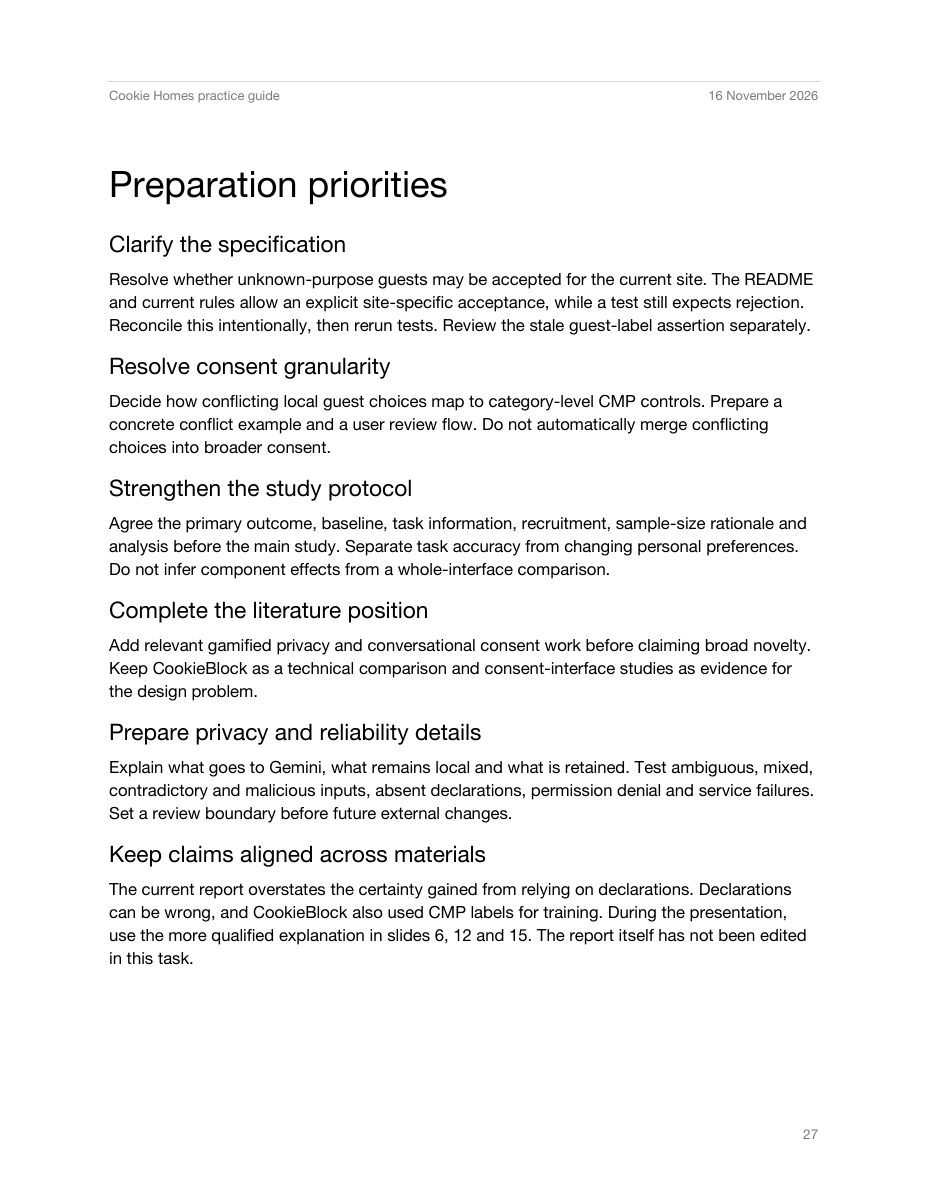 Cookie Homes practice guide
16 November 2026
Preparation priorities
Clarify the specification
Resolve whether unknown-purpose guests may be accepted for the current site. The README
and current rules allow an explicit site-specific acceptance, while a test still expects rejection.
Reconcile this intentionally, then rerun tests. Review the stale guest-label assertion separately.
Resolve consent granularity
Decide how conflicting local guest choices map to category-level CMP controls. Prepare a
concrete conflict example and a user review flow. Do not automatically merge conflicting
choices into broader consent.
Strengthen the study protocol
Agree the primary outcome, baseline, task information, recruitment, sample-size rationale and
analysis before the main study. Separate task accuracy from changing personal preferences.
Do not infer component effects from a whole-interface comparison.
Complete the literature position
Add relevant gamified privacy and conversational consent work before claiming broad novelty.
Keep CookieBlock as a technical comparison and consent-interface studies as evidence for
the design problem.
Prepare privacy and reliability details
Explain what goes to Gemini, what remains local and what is retained. Test ambiguous, mixed,
contradictory and malicious inputs, absent declarations, permission denial and service failures.
Set a review boundary before future external changes.
Keep claims aligned across materials
The current report overstates the certainty gained from relying on declarations. Declarations
can be wrong, and CookieBlock also used CMP labels for training. During the presentation,
use the more qualified explanation in slides 6, 12 and 15. The report itself has not been edited
in this task.
27